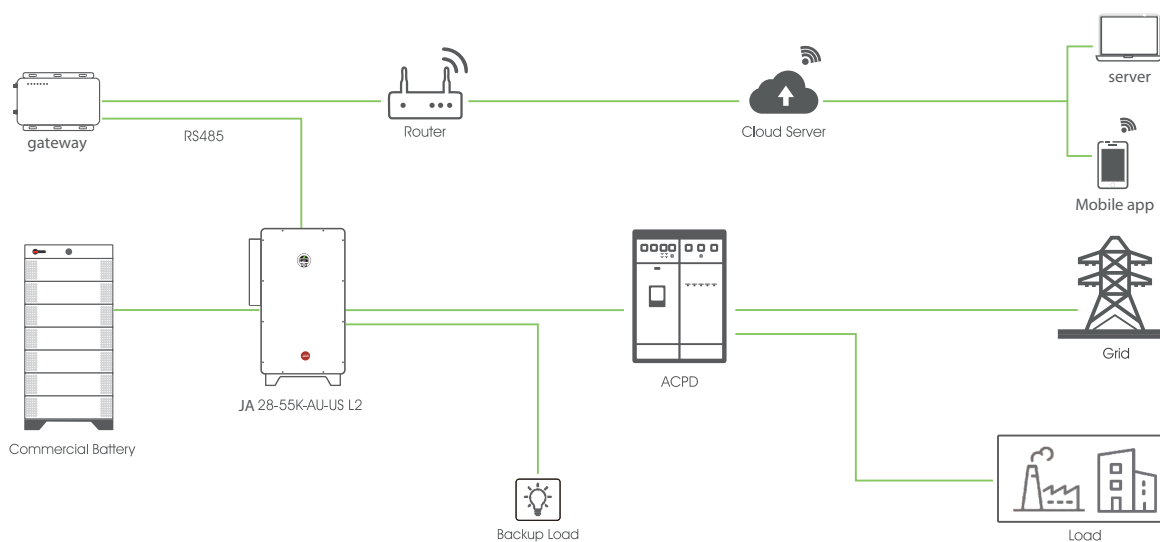 server
gateway
RS485
Router
Cloud Server
Mobile app
Grid
ACPD
JA 28-55K-AU-US L2
Commercial Battery
Backup Load
Load